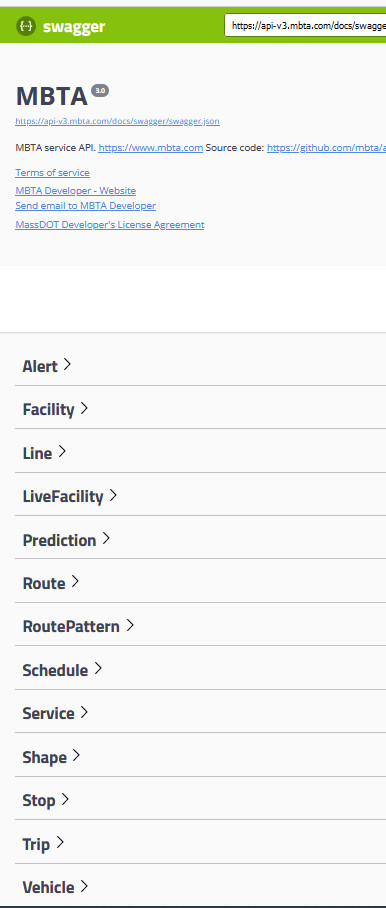 {···} swagger
https://api-v3.mbta.com/docs/swagge
MBTA 3.0
https://api-v3.mbta.com/docs/swagger/swagger.json
MBTA service API. https://www.mbta.com Source code: https://github.com/mbta/a
Terms of service
MBTA Developer - Website
Send email to MBTA Developer
MassDOT Developer's License Agreement
Alert
Facility
Line
LiveFacility
Prediction
Route
RoutePattern
Schedule
Service
Shape
Stop
Trip
Vehicle